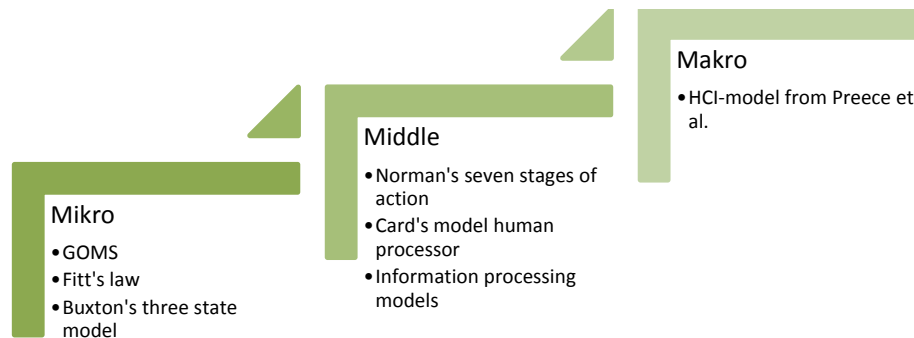 Mikro
•GOMS
•Fitt's law
•Buxton's three state
model
Middle
•Norman's seven stages of
action
•Card's model human
processor
•Information processing
models
Makro
•HCI-model from Preece et
al.